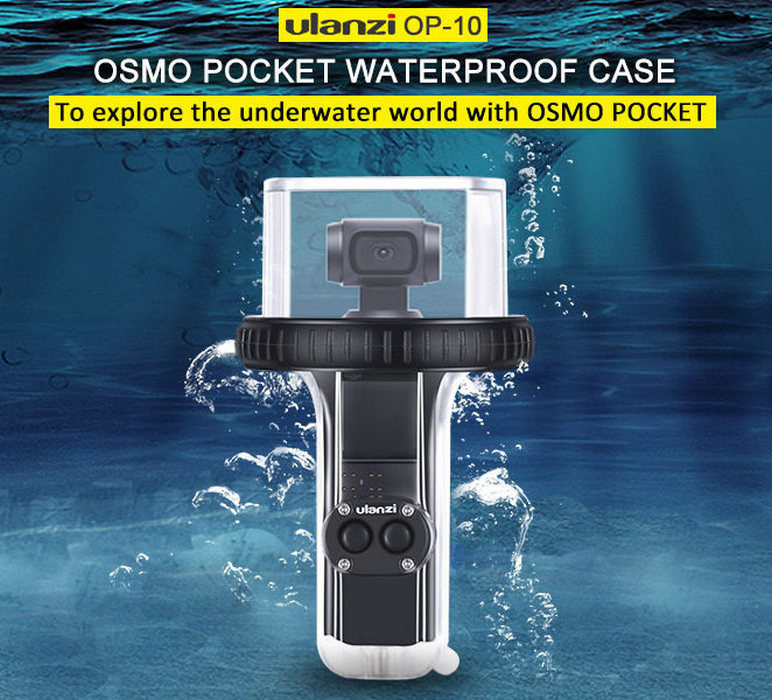 ulanzi OP-10
OSMO POCKET WATERPROOF CASE
To explore the underwater world with OSMO POCKET
ulanzi